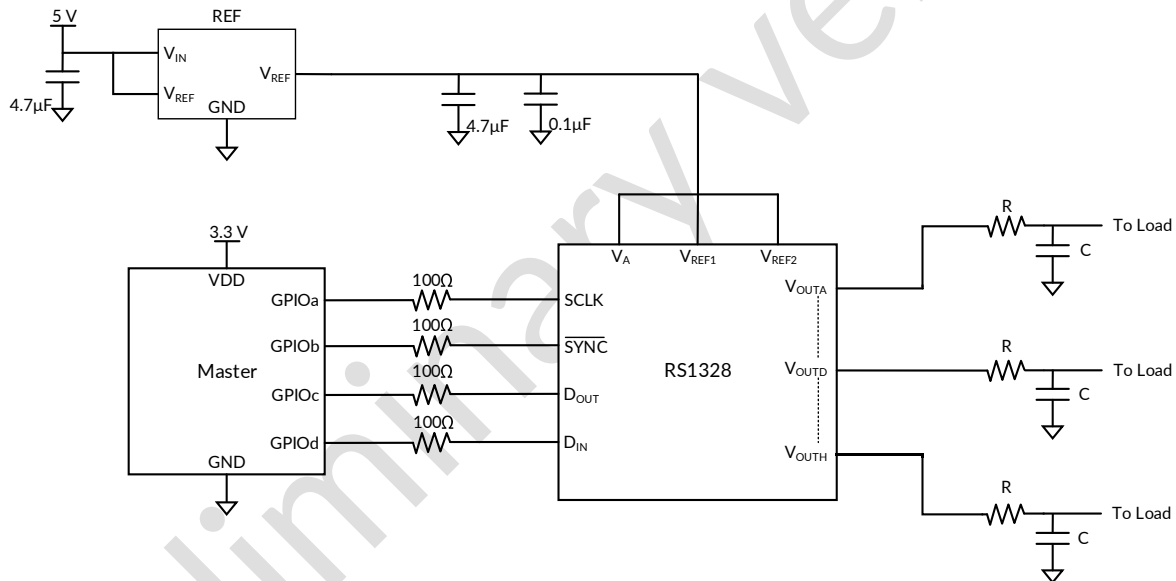 5 V
REF
VIN
VREF
VREF
GND
4.7μF
4.7μF
0.1μF
3.3 V
VDD
GPIOa
GPIOb
GPIOc
GPIOd
Master
GND
100Ω
100Ω
100Ω
100Ω
VA
VREF1
VREF2
SCLK
SYNC
DOUT
DIN
RS1328
VOUTA
VOUTD
VOUTH
R
C
To Load
R
C
To Load
R
C
To Load
liminary ve